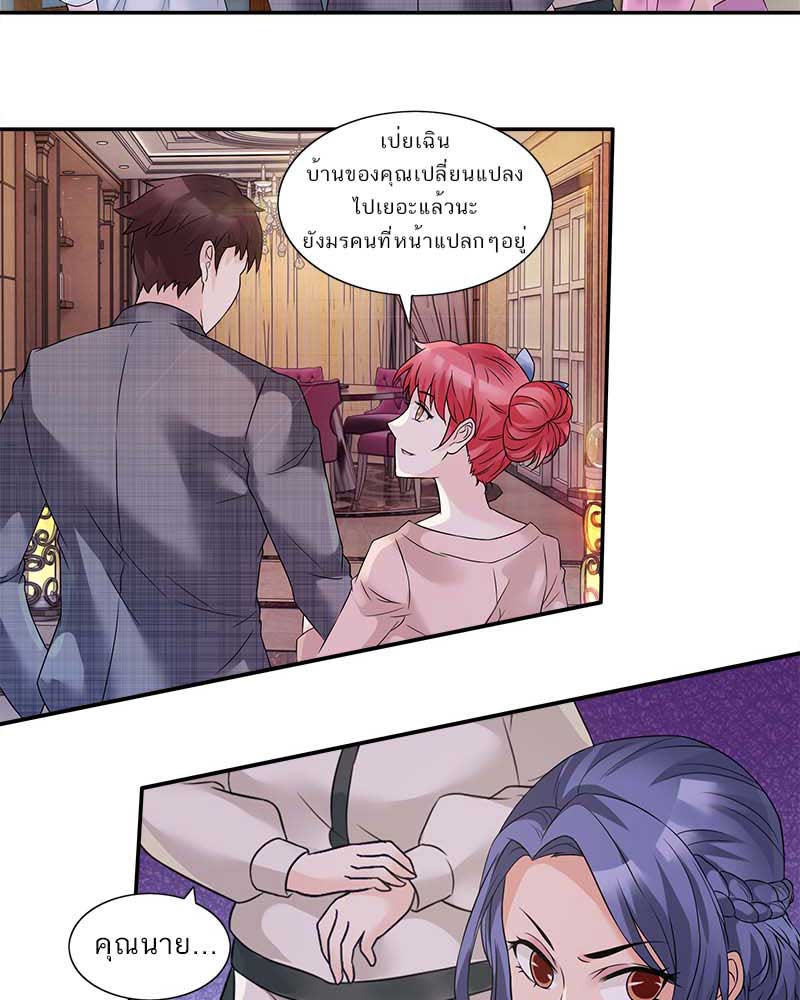 เป่ยเฉิน
บ้านของคุณเปลี่ยนแปลง
ไปเยอะแล้วนะ
ยังมรคนที่หน้าแปลกๆอยู่
คุณนาย...